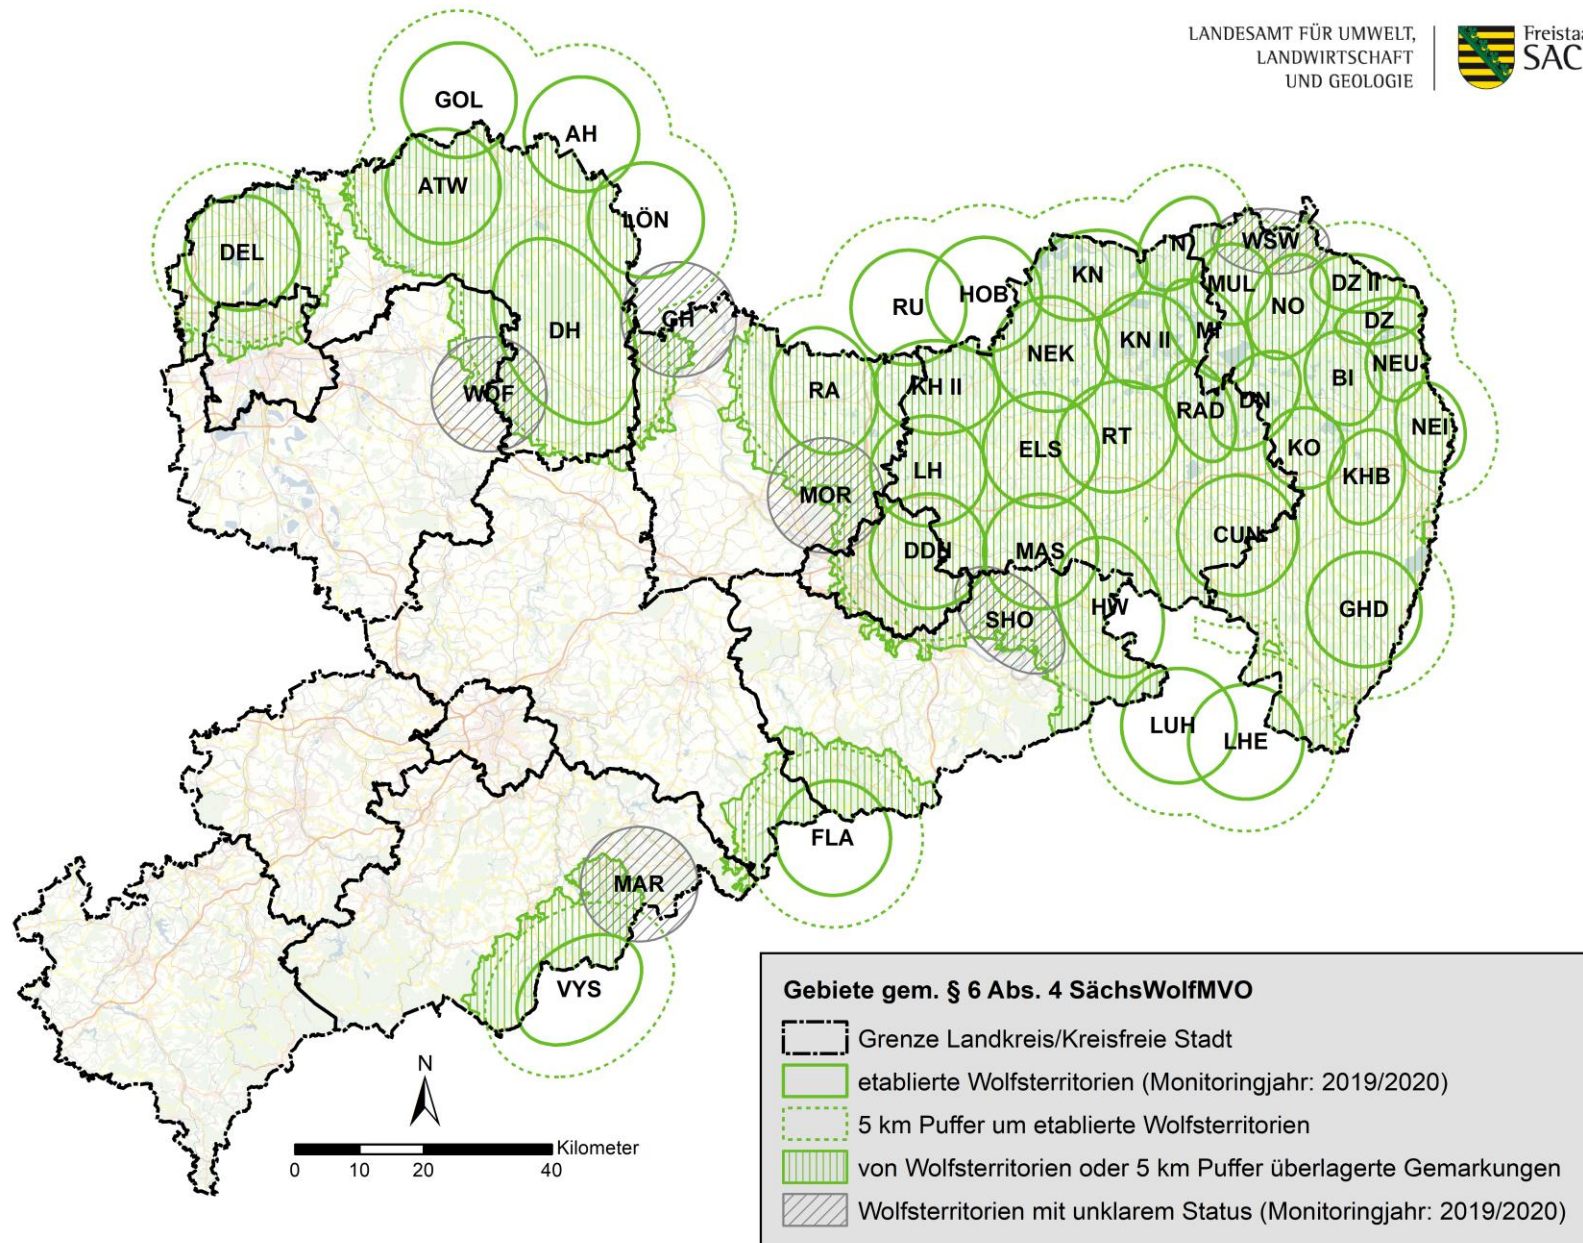 LANDESAMT FÜR UMWELT,
LANDWIRTSCHAFT
UND GEOLOGIE
GOL
AH
ATW
LÖN
DEL
GH
DH
WÖF
RU
HOB
KN
N
WSW
MUL
DZ II
NO
DZ
RA
KH II
NEK
KN II
MI
BI
NEU
RAD
DN
NEI
ELS
RT
KO
LH
KHB
MOR
DDH
MAS
CUN
SHO
HW
GHD
LUH
LHE
FLA
MAR
VYS
N
Kilometer
0 10 20 40
Gebiete gem. § 6 Abs. 4 SächsWolfMVO
Grenze Landkreis/Kreisfreie Stadt
etablierte Wolfsterritorien (Monitoringjahr: 2019/2020)
5 km Puffer um etablierte Wolfsterritorien
von Wolfsterritorien oder 5 km Puffer überlagerte Gemarkungen
Wolfsterritorien mit unklarem Status (Monitoringjahr: 2019/2020)